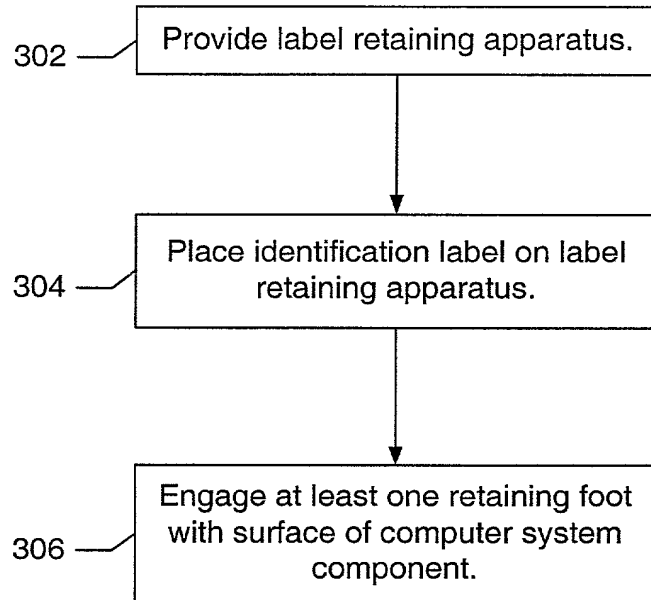 302
Provide label retaining apparatus.
304
Place identification label on label
retaining apparatus.
306
Engage at least one retaining foot
with surface of computer system
component.